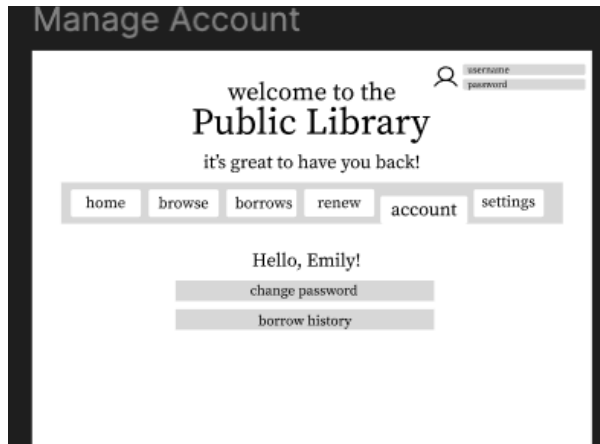 Manage Account
username
password
welcome to the
Public Library
it's great to have you back!
home browse borrows renew account settings
Hello, Emily!
change password
borrow history